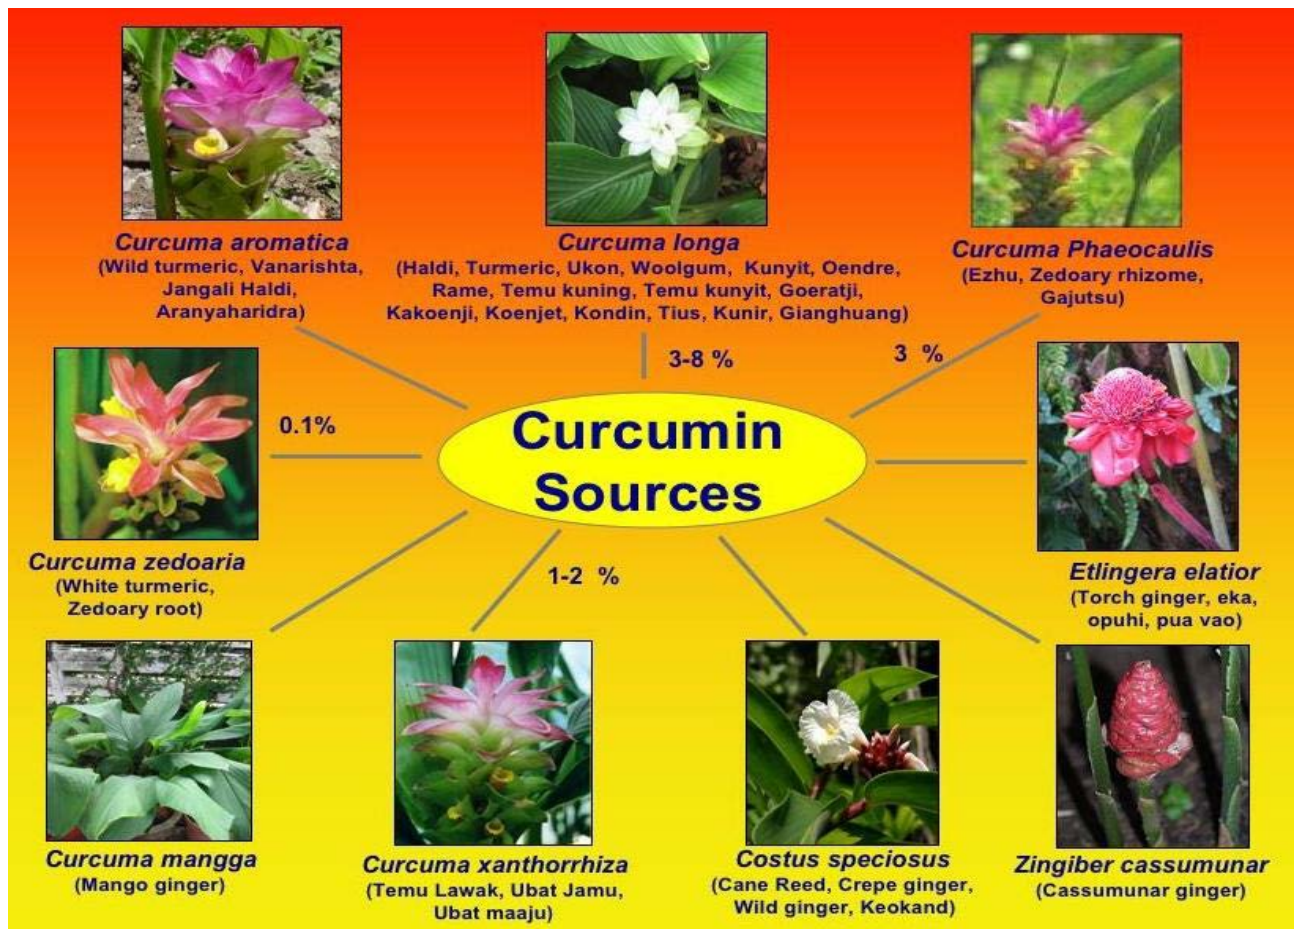 Curcuma aromatica
(Wild turmeric, Vanarishta,
Jangali Haldi,
Aranyaharidra)
Curcuma longa
(Haldi, Turmeric, Ukon, Woolgum, Kunyit, Oendre,
Rame, Temu kuning, Temu kunyit, Goeratji,
Kakoenji, Koenjet, Kondin, Tius, Kunir, Gianghuang)
Curcuma Phaeocaulis
(Ezhu, Zedoary rhizome,
Gajutsu)
3-8 %
3 %
0.1%
Curcumin
Sources
Curcuma zedoaria
(White turmeric,
Zedoary root)
1-2 %
Etlingera elatior
(Torch ginger, eka,
opuhi, pua vao)
Curcuma mangga
(Mango ginger)
Curcuma xanthorrhiza
(Temu Lawak, Ubat Jamu,
Ubat maaju)
Costus speciosus
(Cane Reed, Crepe ginger,
Wild ginger, Keokand)
Zingiber cassumunar
(Cassumunar ginger)